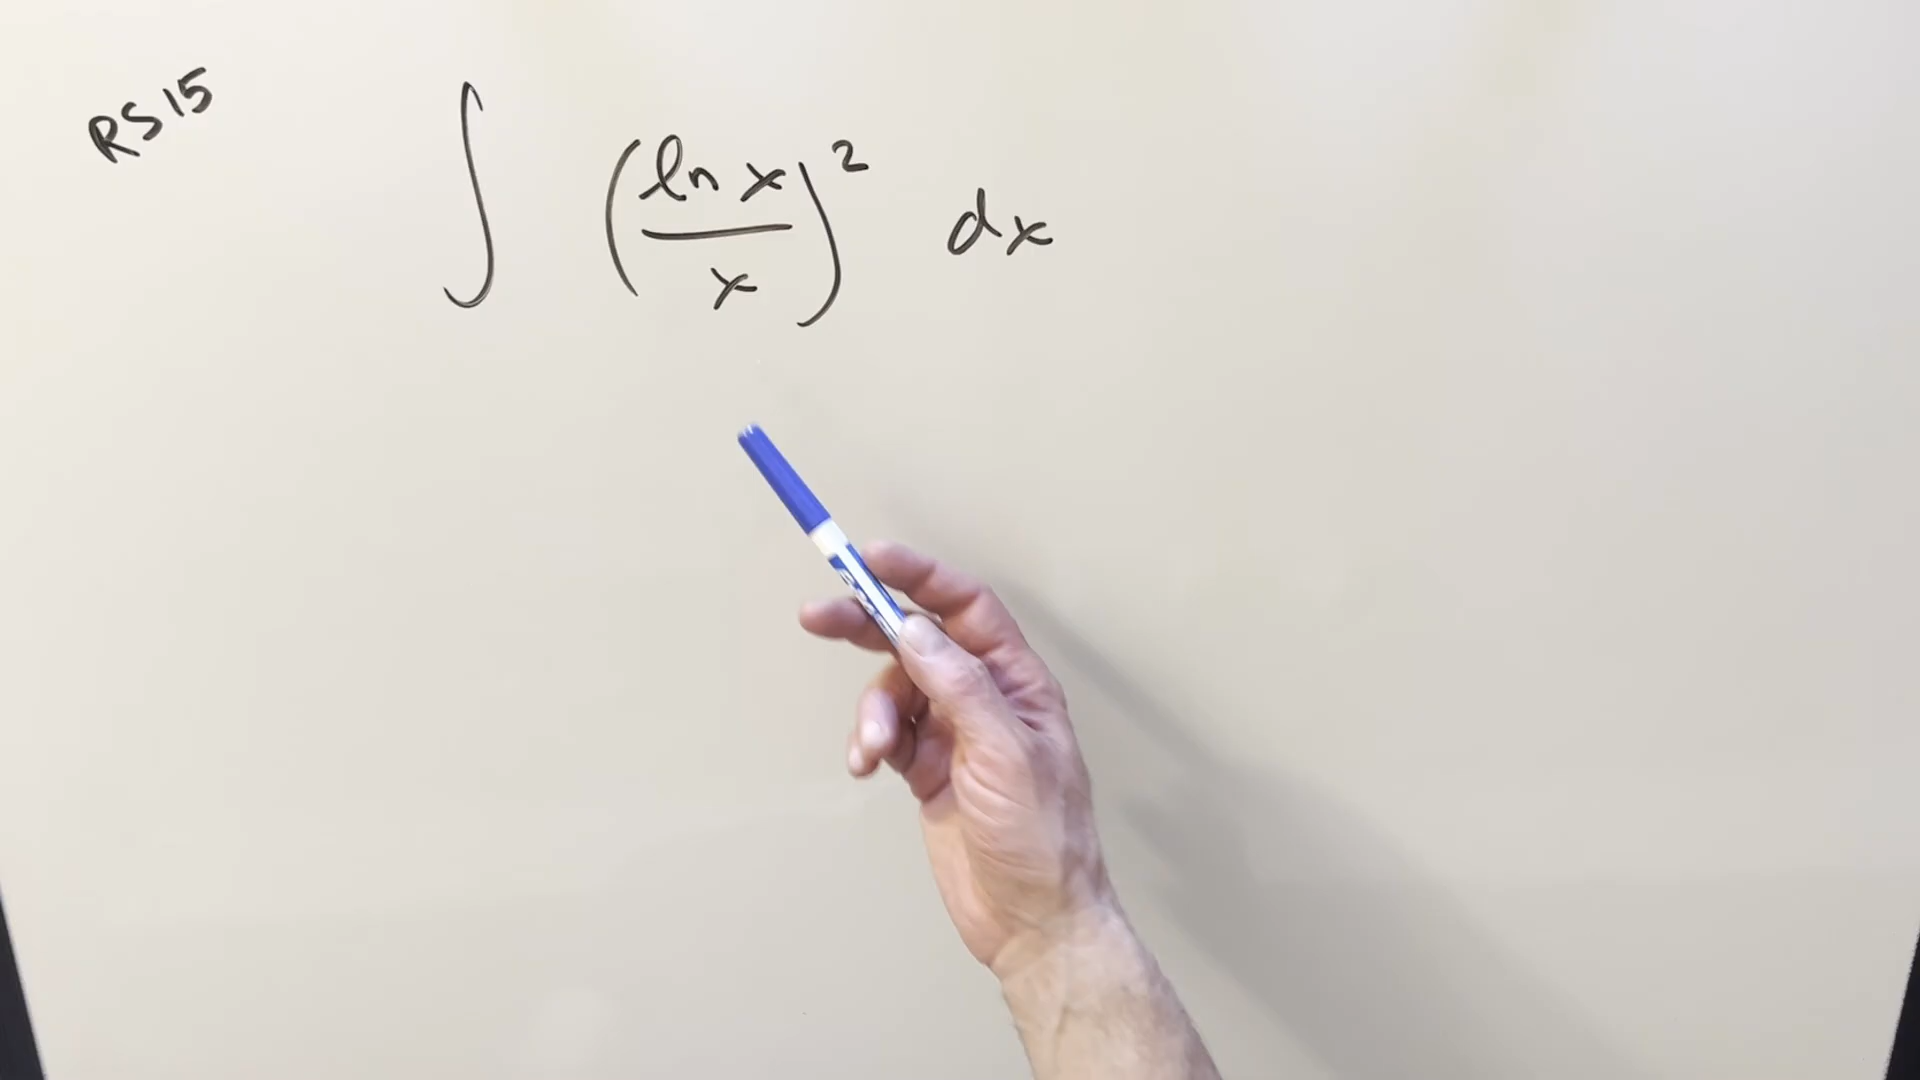 RS15
∫ (ln x / x)² dx